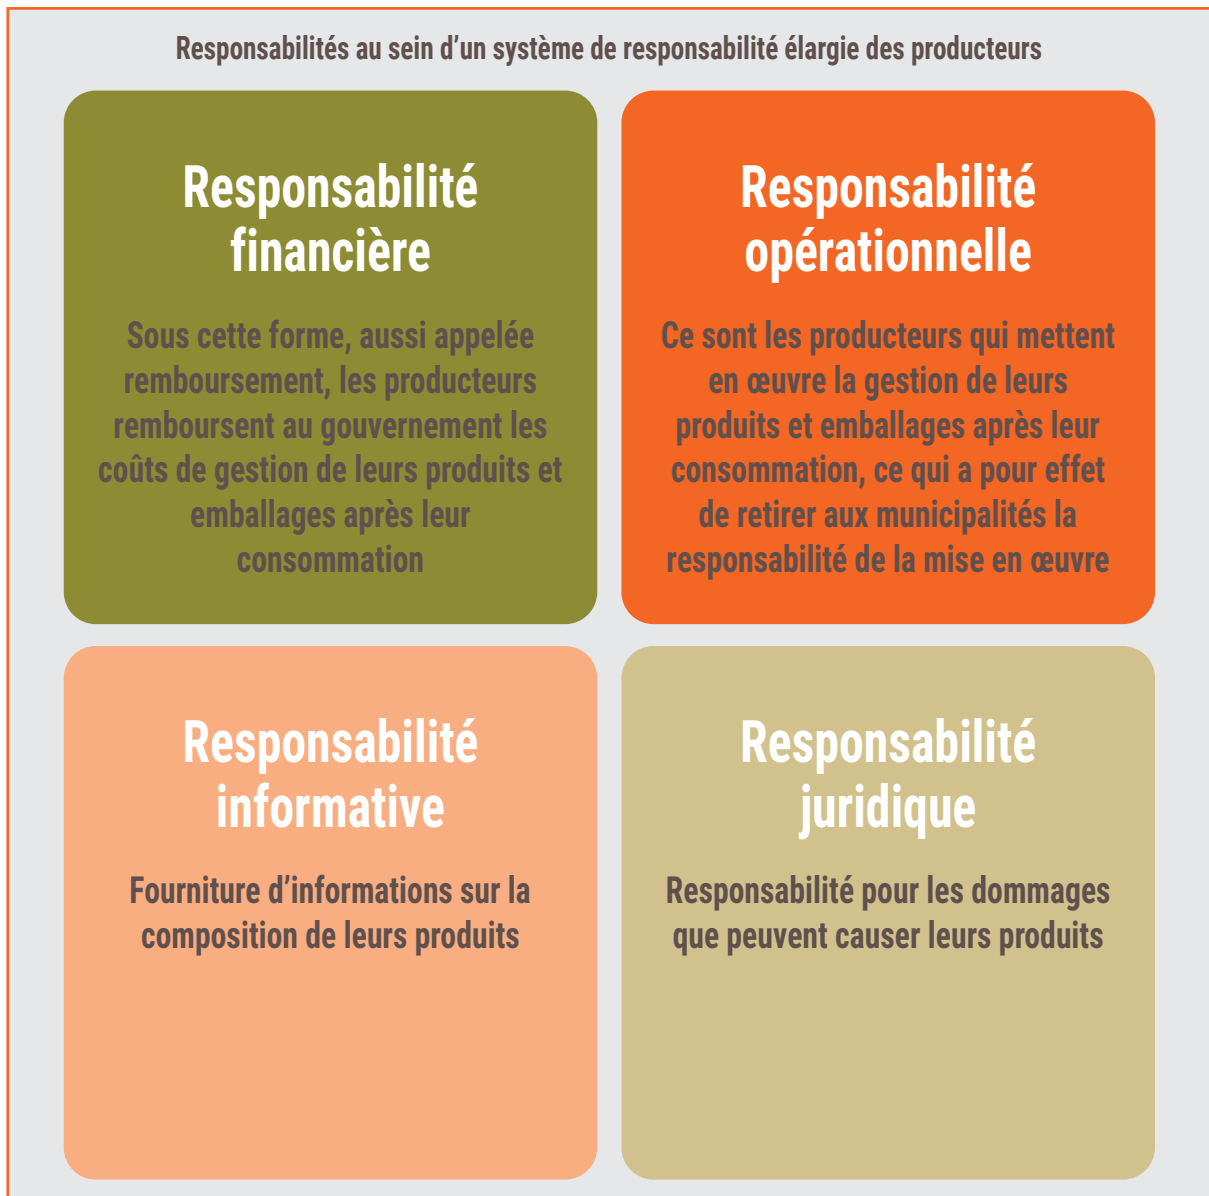 Responsabilités au sein d’un système de responsabilité élargie des producteurs
Responsabilité
financière
Sous cette forme, aussi appelée
remboursement, les producteurs
remboursent au gouvernement les
coûts de gestion de leurs produits et
emballages après leur
consommation
Responsabilité
opérationnelle
Ce sont les producteurs qui mettent
en œuvre la gestion de leurs
produits et emballages après leur
consommation, ce qui a pour effet
de retirer aux municipalités la
responsabilité de la mise en œuvre
Responsabilité
informative
Fourniture d’informations sur la
composition de leurs produits
Responsabilité
juridique
Responsabilité pour les dommages
que peuvent causer leurs produits